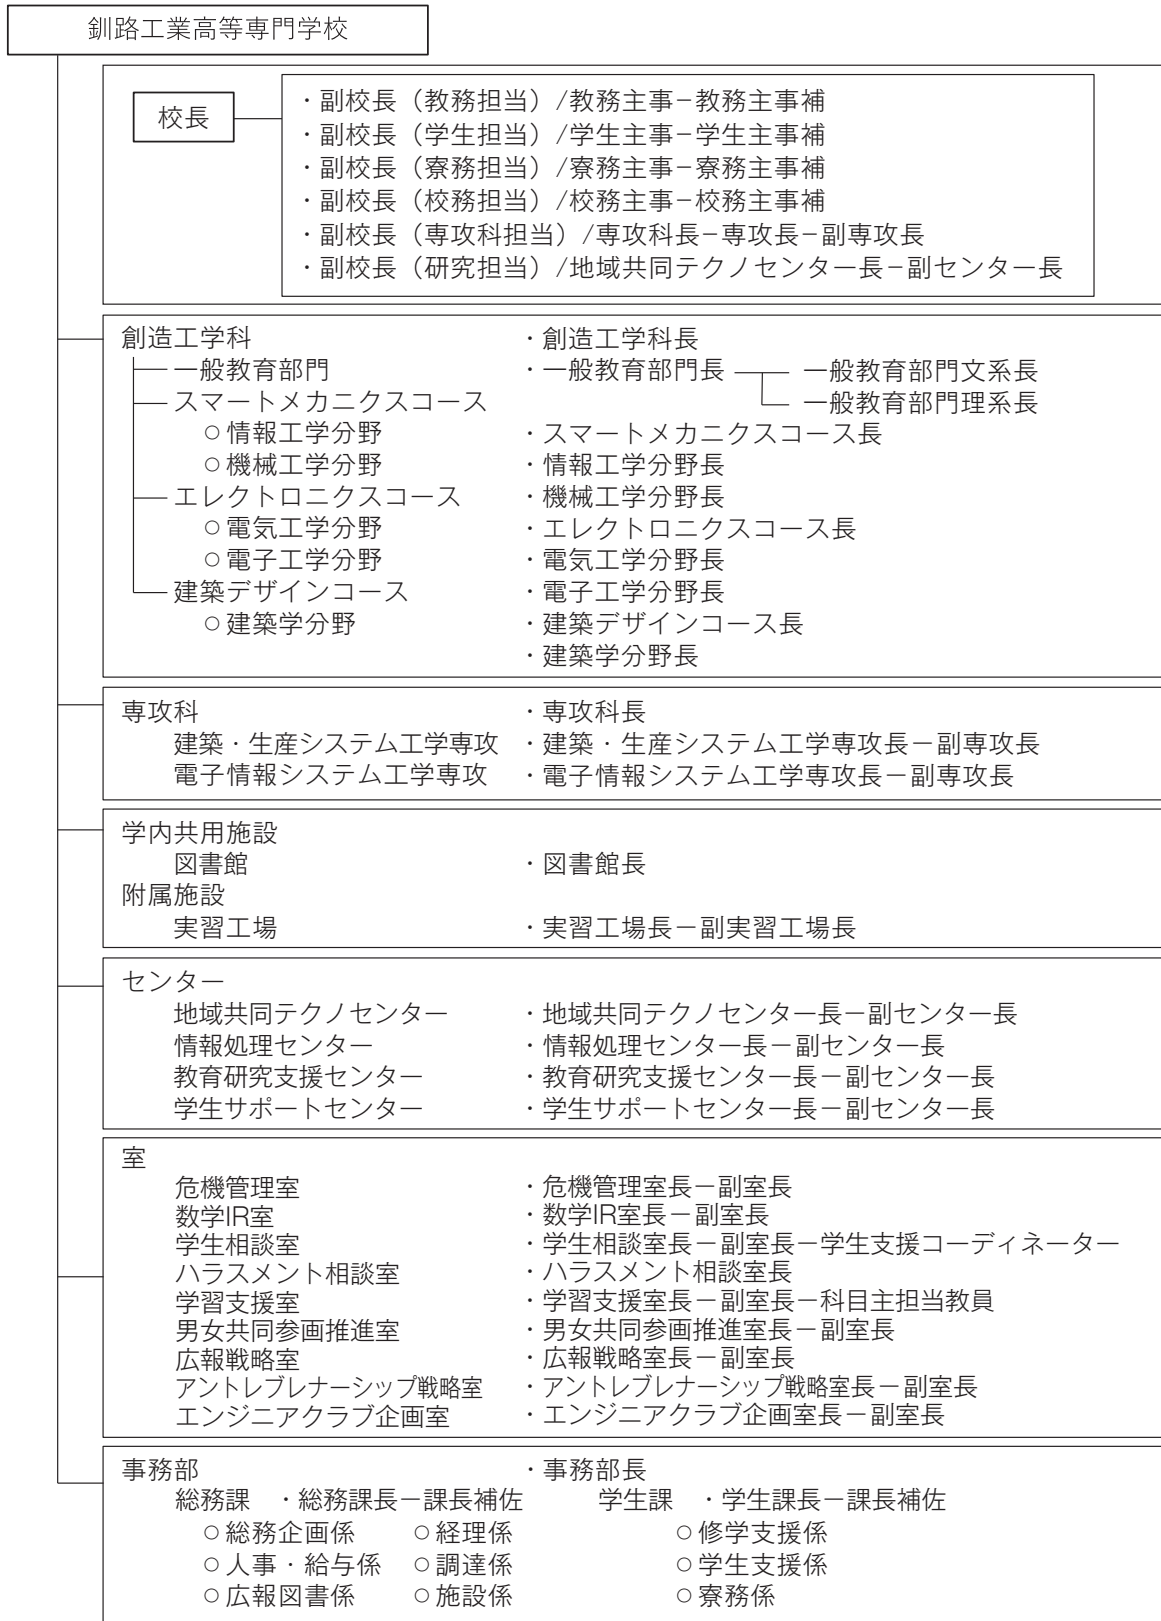 釧路工業高等専門学校
校長
・副校長（教務担当）/教務主事−教務主事補
・副校長（学生担当）/学生主事−学生主事補
・副校長（寮務担当）/寮務主事−寮務主事補
・副校長（校務担当）/校務主事−校務主事補
・副校長（専攻科担当）/専攻科長−専攻長−副専攻長
・副校長（研究担当）/地域共同テクノセンター長−副センター長
創造工学科 ・創造工学科長
一般教育部門 ・一般教育部門長 一般教育部門文系長
スマートメカニクスコース 一般教育部門理系長
○情報工学分野 ・スマートメカニクスコース長
○機械工学分野 ・情報工学分野長
エレクトロニクスコース ・機械工学分野長
○電気工学分野 ・エレクトロニクスコース長
○電子工学分野 ・電気工学分野長
建築デザインコース ・電子工学分野長
○建築学分野 ・建築デザインコース長
・建築学分野長
専攻科 ・専攻科長
建築・生産システム工学専攻 ・建築・生産システム工学専攻長－副専攻長
電子情報システム工学専攻 ・電子情報システム工学専攻長－副専攻長
学内共用施設
図書館 ・図書館長
附属施設
実習工場 ・実習工場長－副実習工場長
センター
地域共同テクノセンター ・地域共同テクノセンター長－副センター長
情報処理センター ・情報処理センター長－副センター長
教育研究支援センター ・教育研究支援センター長－副センター長
学生サポートセンター ・学生サポートセンター長－副センター長
室
危機管理室 ・危機管理室長－副室長
数学IR室 ・数学IR室長－副室長
学生相談室 ・学生相談室長－副室長－学生支援コーディネーター
ハラスメント相談室 ・ハラスメント相談室長
学習支援室 ・学習支援室長－副室長－科目主担当教員
男女共同参画推進室 ・男女共同参画推進室長－副室長
広報戦略室 ・広報戦略室長－副室長
アントレプレナーシップ戦略室 ・アントレプレナーシップ戦略室長－副室長
エンジニアクラブ企画室 ・エンジニアクラブ企画室長－副室長
事務部 ・事務部長
総務課 ・総務課長－課長補佐 学生課 ・学生課長－課長補佐
○総務企画係 ○経理係 ○修学支援係
○人事・給与係 ○調達係 ○学生支援係
○広報図書係 ○施設係 ○寮務係